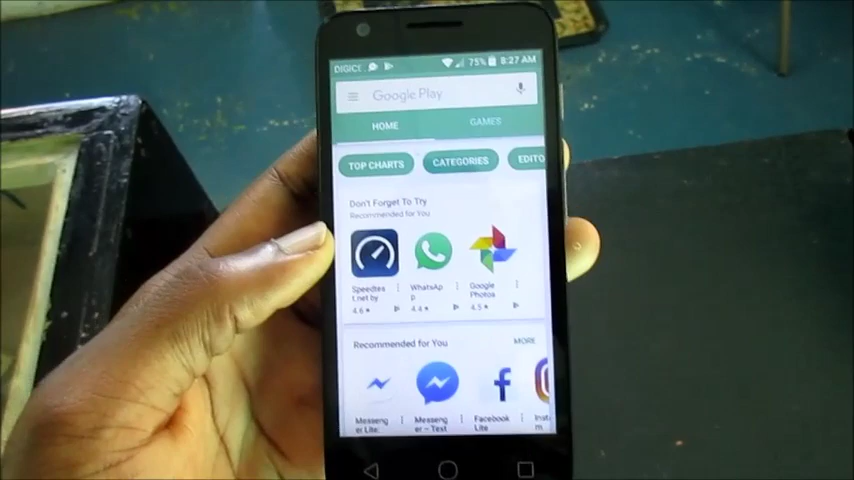 DIGICE 75% 8:27 AM
Google Play
HOME GAMES
TOP CHARTS CATEGORIES EDITO
Don't Forget To Try
Recommended for You
Speedtes WhatsAp Google
t.net by p Photos
4.6★ 4.4★ 4.5★
Recommended for You MORE
Messeng Messeng Facebook Inst
er Lite: er – Text Lite m